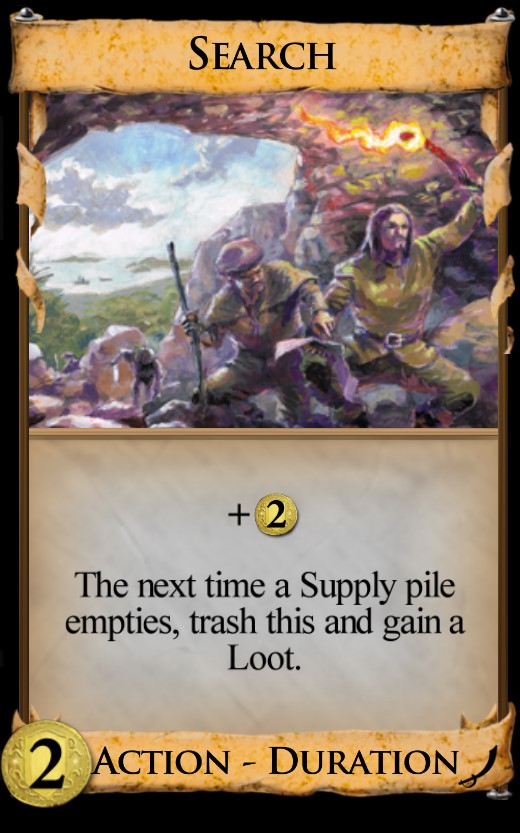 SEARCH
+2
The next time a Supply pile
empties, trash this and gain a
Loot.
2 ACTION - DURATION